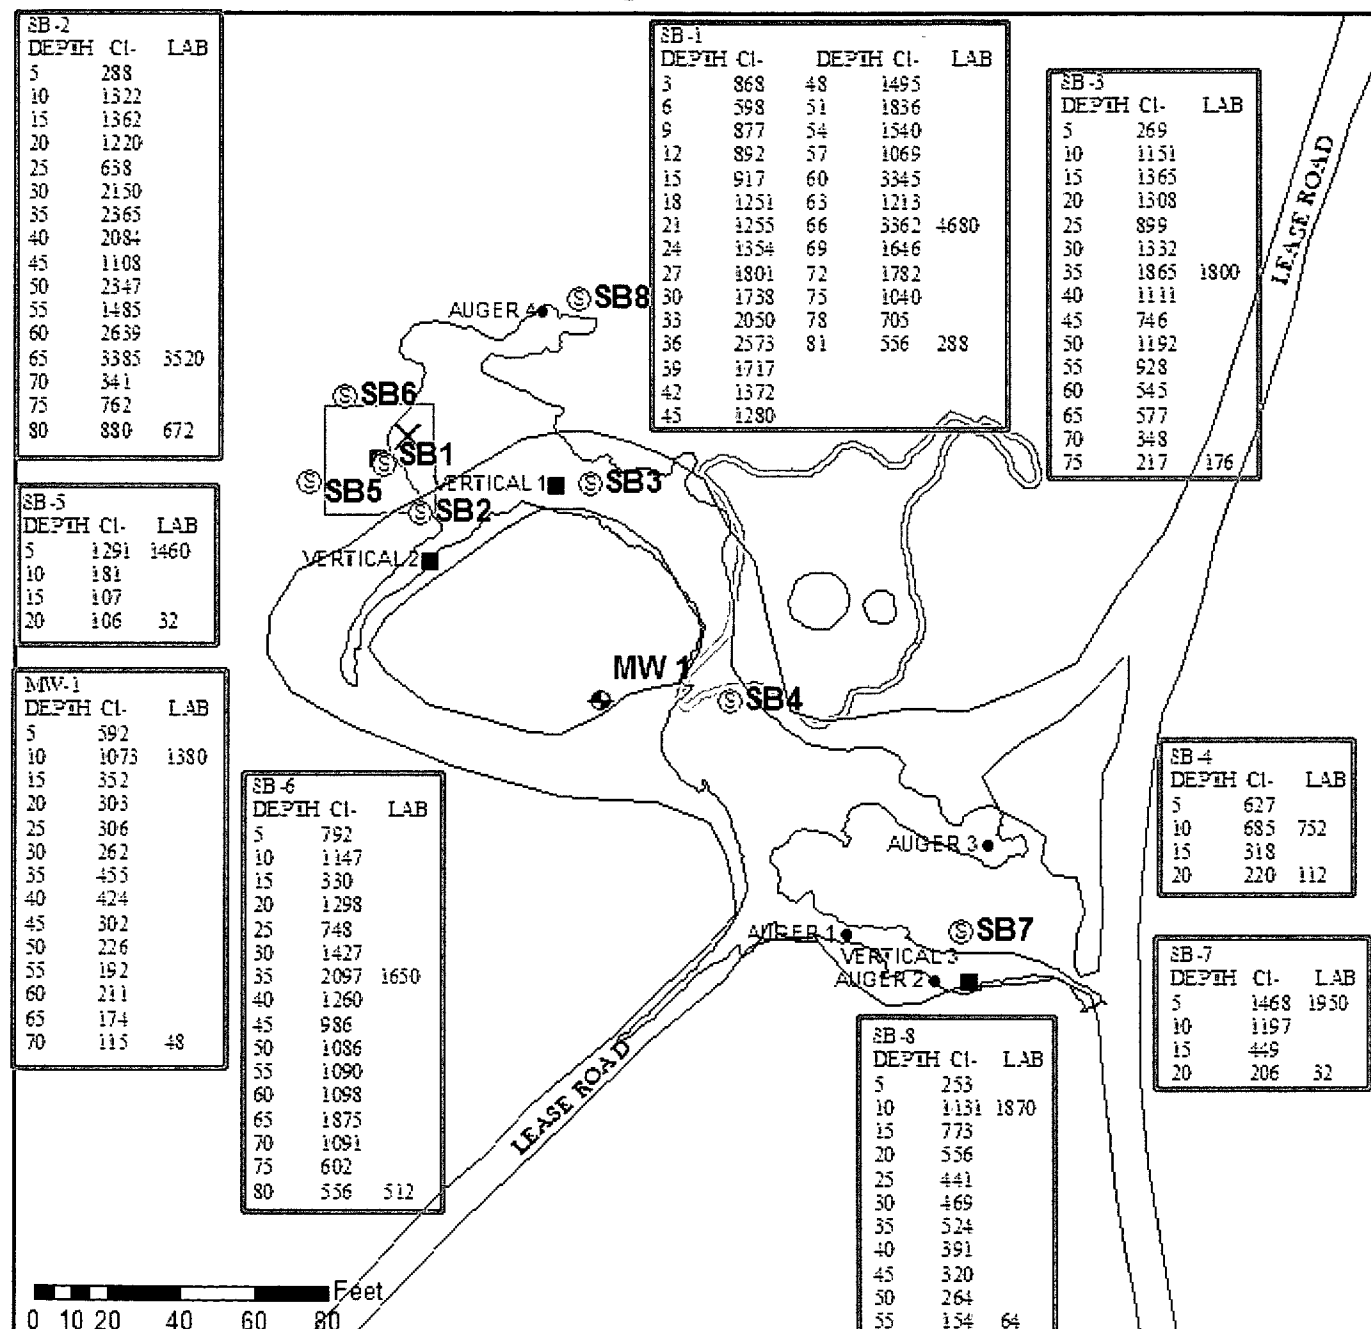 SB-2
DEPTH Cl- LAB
5 288
10 1322
15 1362
20 1220
25 658
30 2150
35 2365
40 2084
45 1108
50 2347
55 1485
60 2639
65 3385 3520
70 341
75 762
80 880 672
SB-1
DEPTH Cl- DEPTH Cl- LAB
3 868 48 1495
6 598 51 1836
9 877 54 1540
12 892 57 1069
15 917 60 3345
18 1251 63 1213
21 1255 66 3362 4680
24 1354 69 1646
27 1801 72 1782
30 1738 75 1040
33 2050 78 705
36 2573 81 556 288
39 1717
42 1372
45 1280
SB-3
DEPTH Cl- LAB
5 269
10 1151
15 1365
20 1308
25 899
30 1332
35 1865 1800
40 1111
45 746
50 1192
55 928
60 545
65 577
70 348
75 217 176
LEASE ROAD
AUGER 4
SB8
SB6
SB1
SB5
SB2
VERTICAL 1
SB3
VERTICAL 2
SB-5
DEPTH Cl- LAB
5 1291 1460
10 181
15 107
20 106 32
MW 1
SB4
MW-1
DEPTH Cl- LAB
5 592
10 1073 1380
15 352
20 303
25 306
30 262
35 455
40 424
45 302
50 226
55 192
60 211
65 174
70 115 48
SB-6
DEPTH Cl- LAB
5 792
10 1147
15 330
20 1298
25 748
30 1427
35 2097 1650
40 1260
45 986
50 1086
55 1090
60 1098
65 1875
70 1091
75 602
80 556 512
SB-4
DEPTH Cl- LAB
5 627
10 685 752
15 318
20 220 112
AUGER 3
AUGER 1
SB7
VERTICAL 3
AUGER 2
SB-7
DEPTH Cl- LAB
5 1468 1950
10 1197
15 449
20 206 32
SB-8
DEPTH Cl- LAB
5 253
10 1131 1870
15 773
20 556
25 441
30 469
35 524
40 391
45 320
50 264
55 154 64
LEASE ROAD
Feet
0 10 20 40 60 80